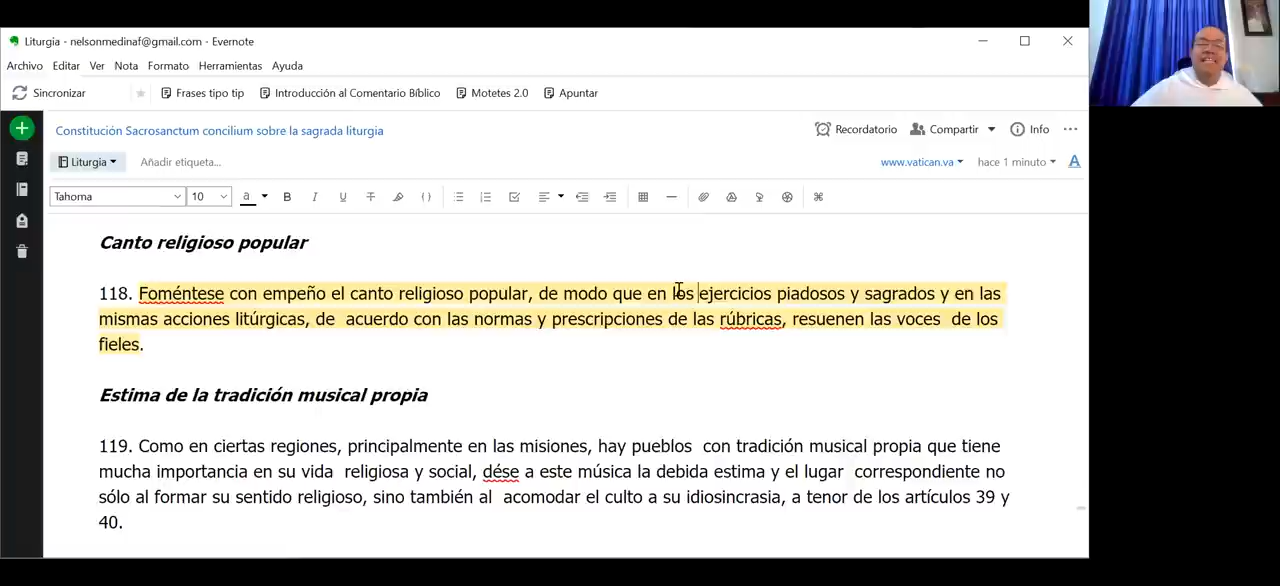 Liturgia - nelsonmedinaf@gmail.com - Evernote
Archivo Editar Ver Nota Formato Herramientas Ayuda
Sincronizar Frases tipo tip Introducción al Comentario Bíblico Motetes 2.0 Apuntar
Constitución Sacrosanctum concilium sobre la sagrada liturgia Recordatorio Compartir Info
Liturgia Añadir etiqueta... www.vatican.va hace 1 minuto
Tahoma 10 a B I U T
Canto religioso popular
118. Foméntese con empeño el canto religioso popular, de modo que en los ejercicios piadosos y sagrados y en las
mismas acciones litúrgicas, de acuerdo con las normas y prescripciones de las rúbricas, resuenen las voces de los
fieles.
Estima de la tradición musical propia
119. Como en ciertas regiones, principalmente en las misiones, hay pueblos con tradición musical propia que tiene
mucha importancia en su vida religiosa y social, dése a este música la debida estima y el lugar correspondiente no
sólo al formar su sentido religioso, sino también al acomodar el culto a su idiosincrasia, a tenor de los artículos 39 y
40.